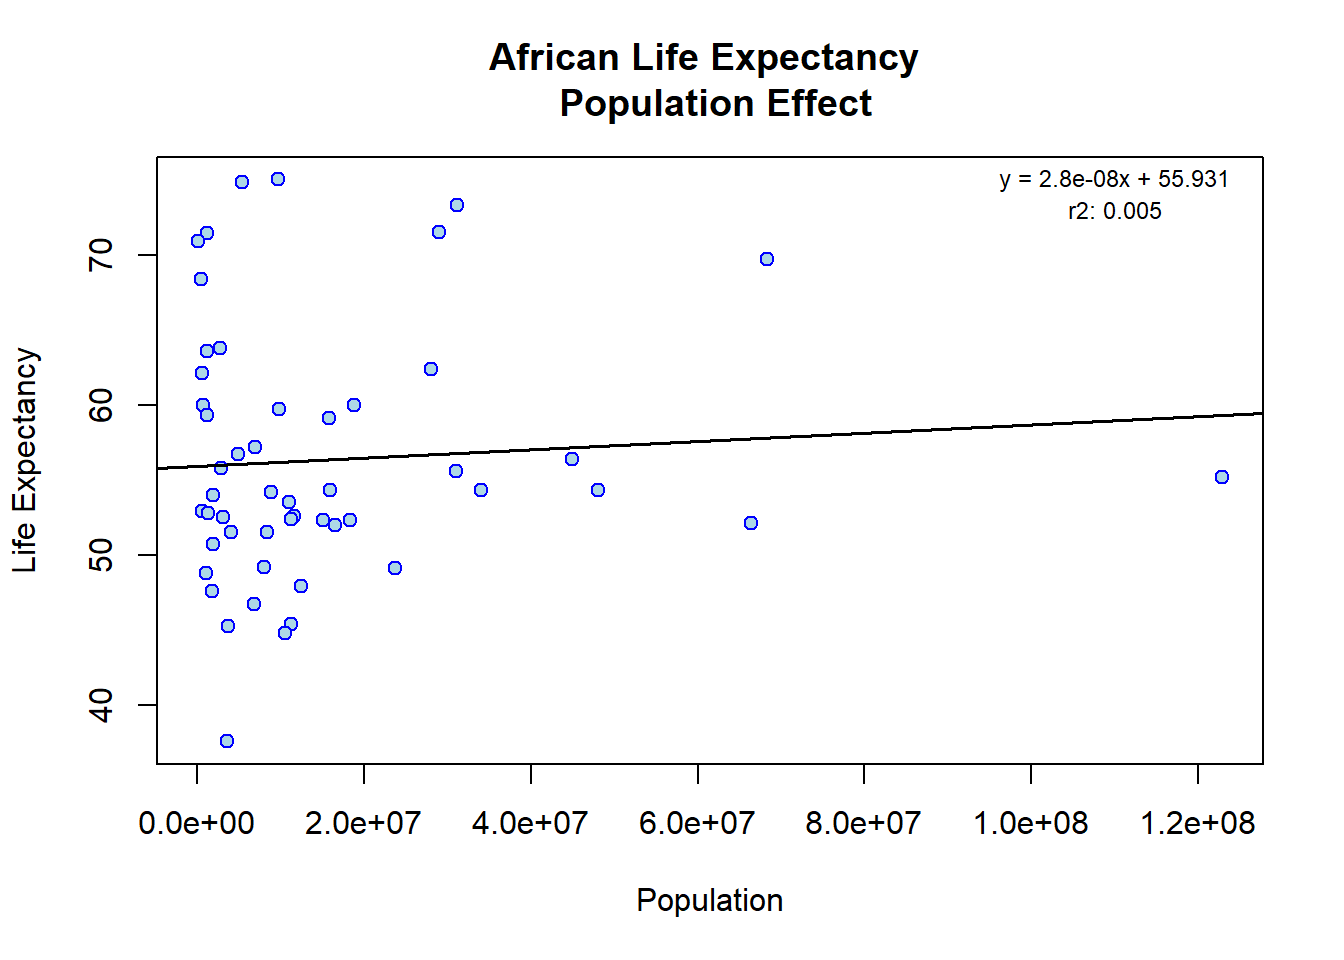 African Life Expectancy
Population Effect
y = 2.8e-08x + 55.931
r2: 0.005
Life Expectancy
70
60
50
40
0.0e+00 2.0e+07 4.0e+07 6.0e+07 8.0e+07 1.0e+08 1.2e+08
Population